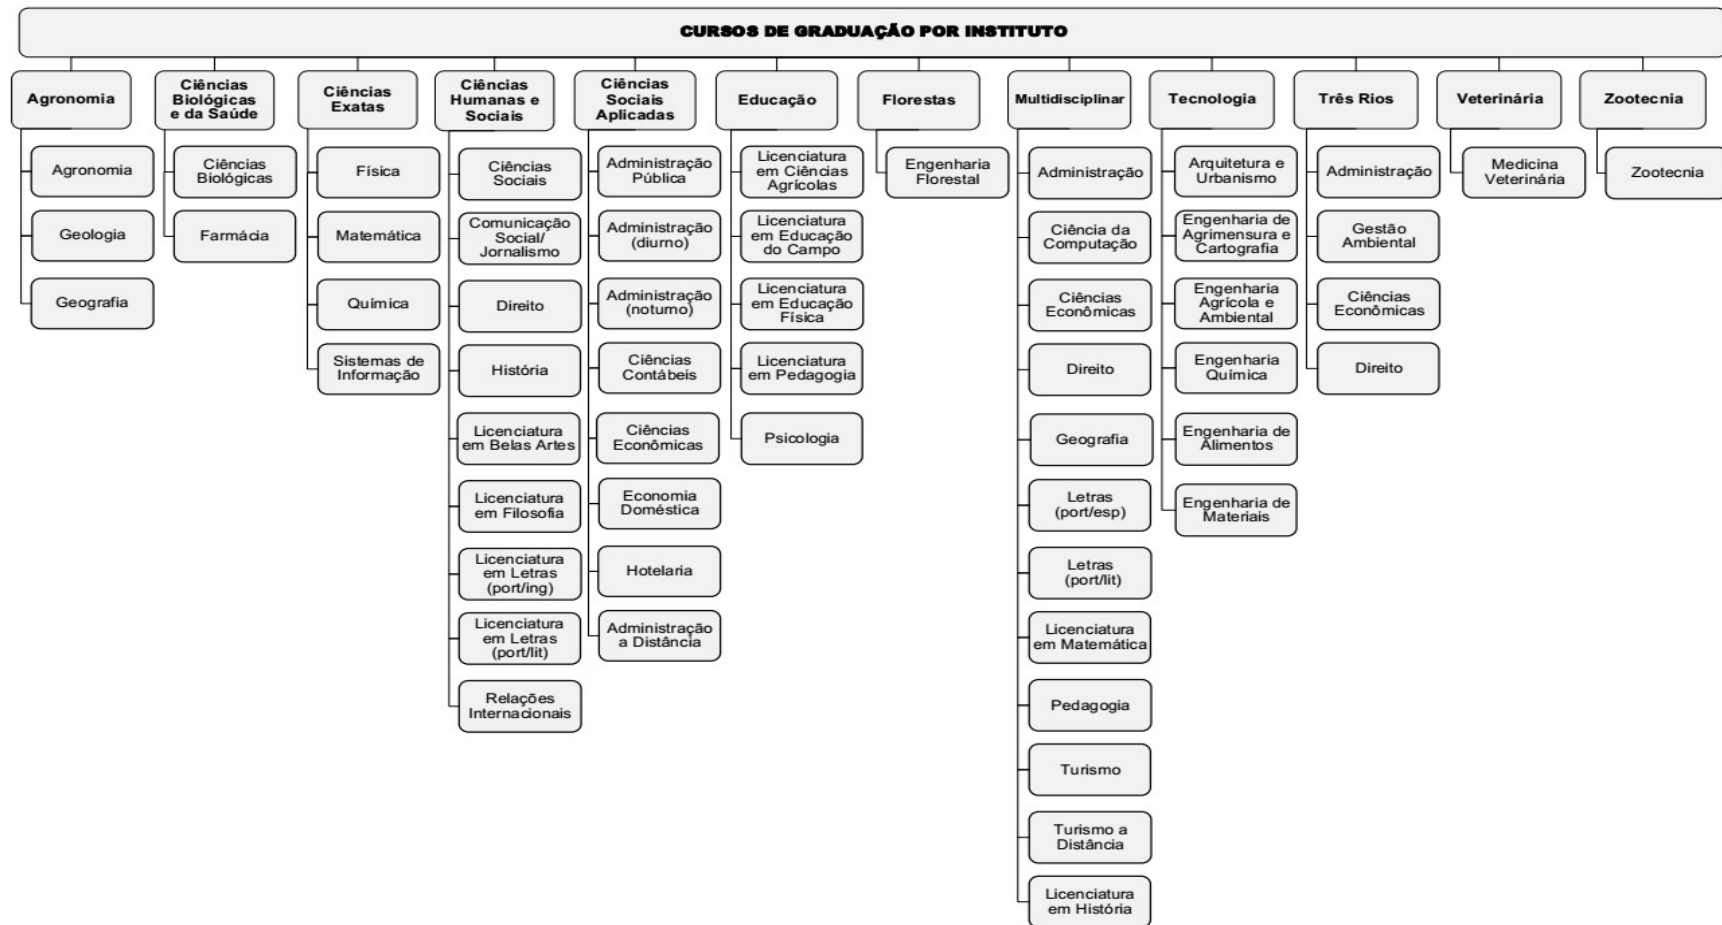 CURSOS DE GRADUAÇÃO POR INSTITUTO
Agronomia
Agronomia
Geologia
Geografia
Ciências
Biológicas
e da Saúde
Ciências
Biológicas
Farmácia
Ciências
Exatas
Física
Matemática
Química
Sistemas de
Informação
Ciências
Humanas e
Sociais
Ciências
Sociais
Comunicação
Social/
Jornalismo
Direito
História
Licenciatura
em Belas Artes
Licenciatura
em Filosofia
Licenciatura
em Letras
(port/ing)
Licenciatura
em Letras
(port/lit)
Relações
Internacionais
Ciências
Sociais
Aplicadas
Administração
Pública
Administração
(diurno)
Administração
(noturno)
Ciências
Contábeis
Ciências
Econômicas
Economia
Doméstica
Hotelaria
Administração
a Distância
Educação
Licenciatura
em Ciências
Agrícolas
Licenciatura
em Educação
do Campo
Licenciatura
em Educação
Física
Licenciatura
em Pedagogia
Psicologia
Florestas
Engenharia
Florestal
Multidisciplinar
Administração
Ciência da
Computação
Ciências
Econômicas
Direito
Geografia
Letras
(port/esp)
Letras
(port/lit)
Licenciatura
em Matemática
Pedagogia
Turismo
Turismo a
Distância
Licenciatura
em História
Tecnologia
Arquitetura e
Urbanismo
Engenharia de
Agrimensura e
Cartografia
Engenharia
Agrícola e
Ambiental
Engenharia
Química
Engenharia de
Alimentos
Engenharia de
Materiais
Três Rios
Administração
Gestão
Ambiental
Ciências
Econômicas
Direito
Veterinária
Medicina
Veterinária
Zootecnia
Zootecnia